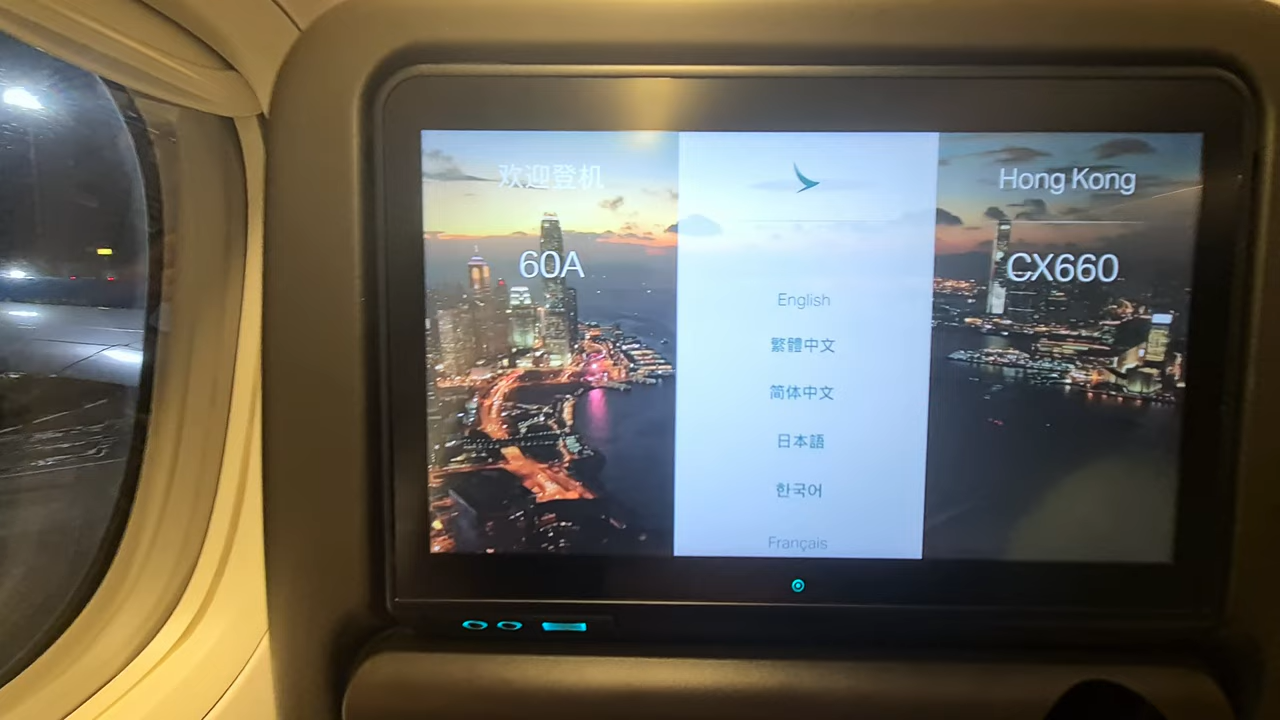 欢迎登机
60A
English
繁體中文
简体中文
日本語
한국어
Français
Hong Kong
CX660